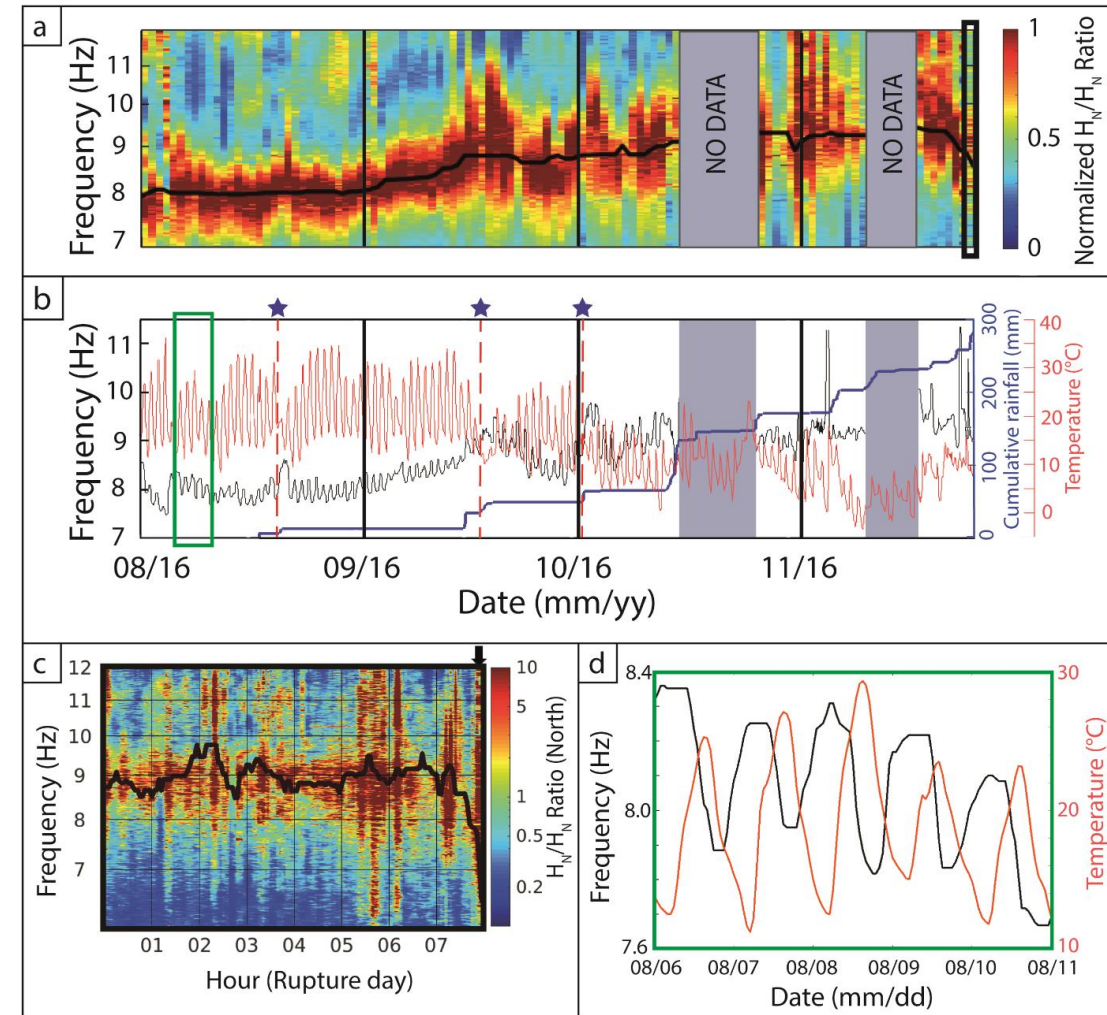 a
Frequency (Hz)
11
10
9
8
7
NO DATA
NO DATA
1
0.5
0
Normalized H_N/H_N Ratio
b
Frequency (Hz)
11
10
9
8
7
08/16
09/16
10/16
11/16
Date (mm/yy)
300
200
100
0
Cumulative rainfall (mm)
40
30
20
10
0
Temperature (°C)
c
Frequency (Hz)
12
11
10
9
8
7
01 02 03 04 05 06 07
Hour (Rupture day)
10
5
1
0.5
0.2
H_N/H_N Ratio (North)
d
Frequency (Hz)
8.4
8.0
7.6
08/06 08/07 08/08 08/09 08/10 08/11
Date (mm/dd)
30
20
10
Temperature (°C)